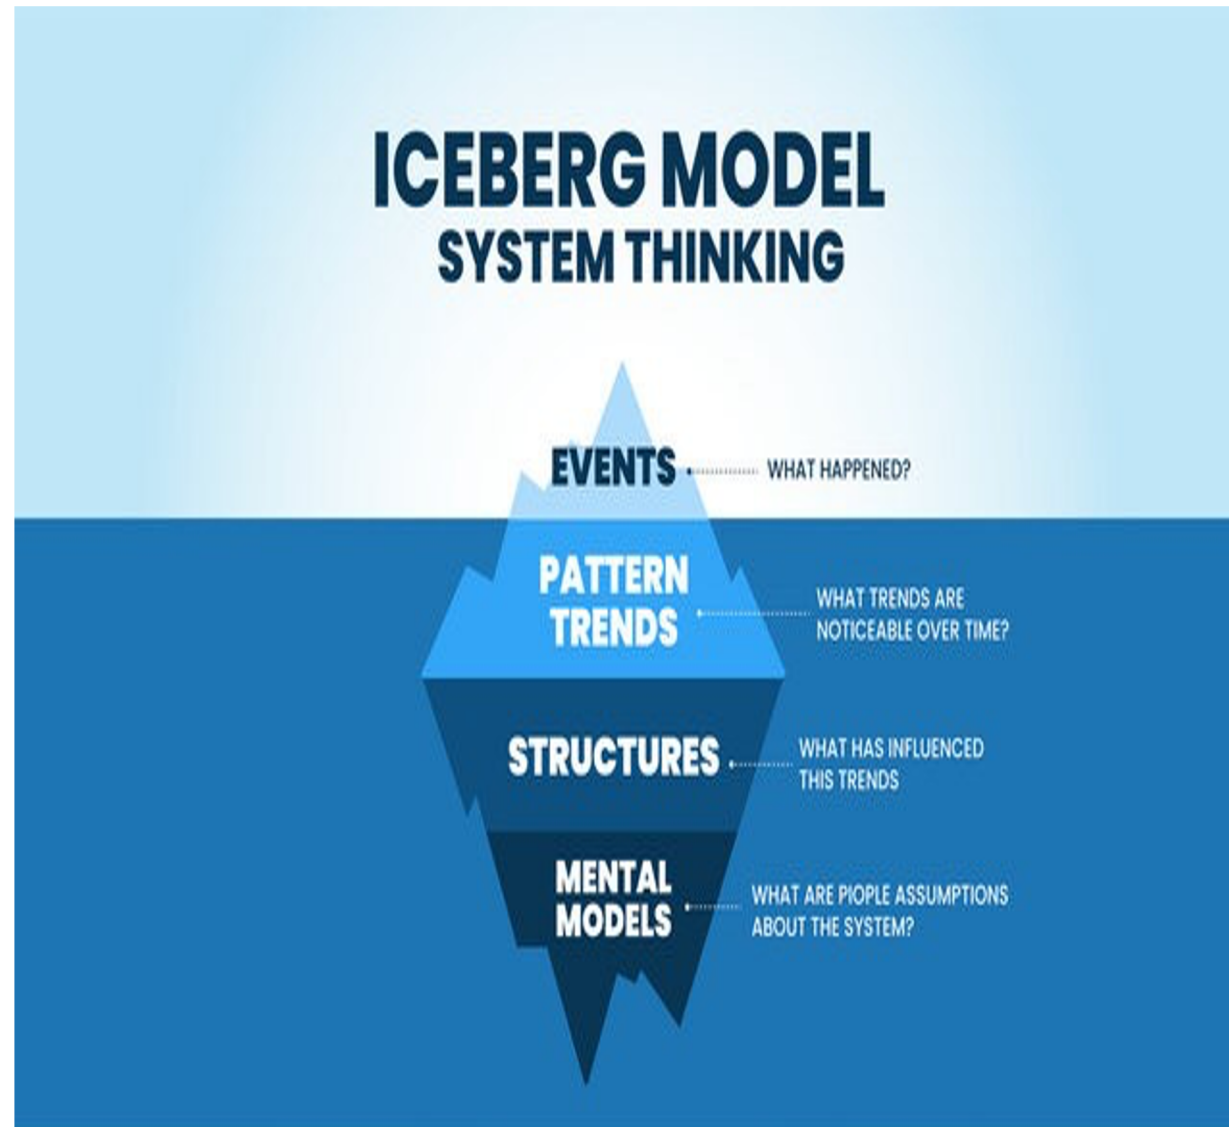 ICEBERG MODEL
SYSTEM THINKING
EVENTS
WHAT HAPPENED?
PATTERN
TRENDS
WHAT TRENDS ARE
NOTICEABLE OVER TIME?
STRUCTURES
WHAT HAS INFLUENCED
THIS TRENDS
MENTAL
MODELS
WHAT ARE PIOPLE ASSUMPTIONS
ABOUT THE SYSTEM?